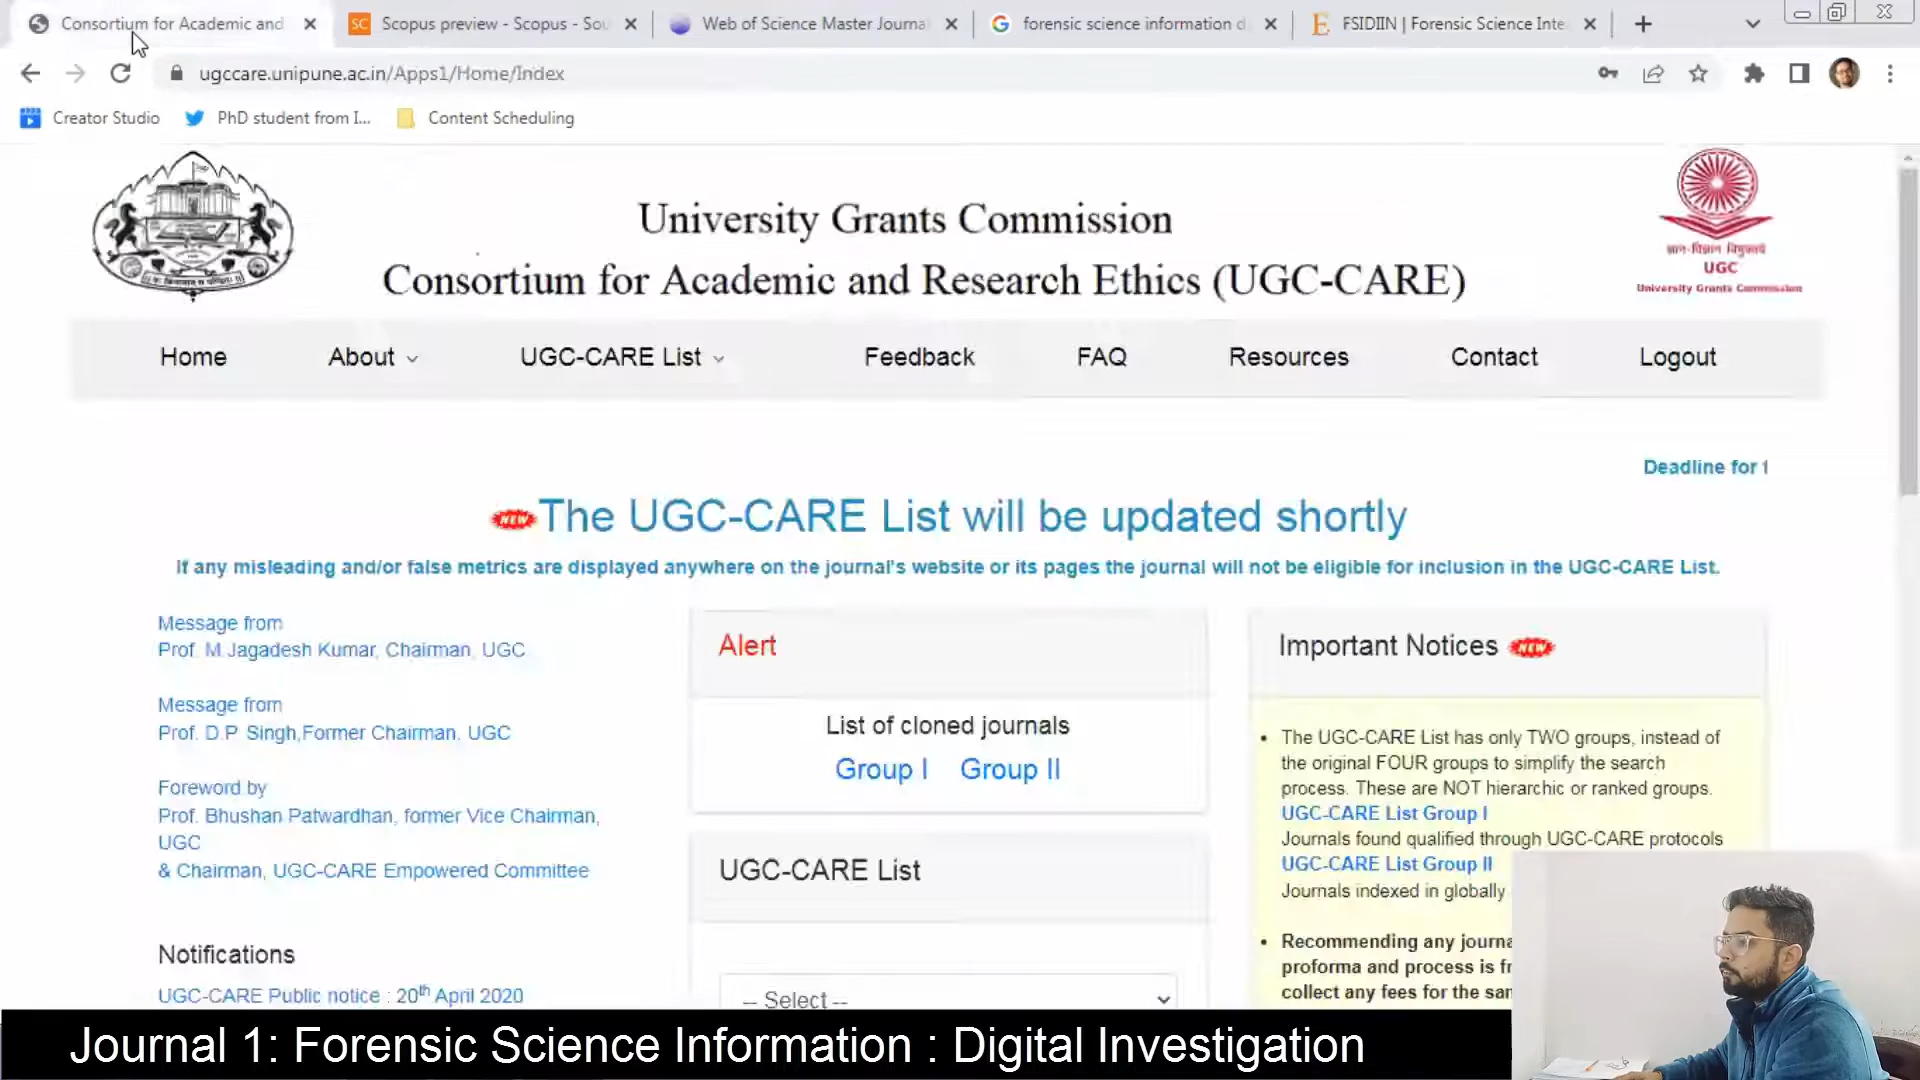 Consortium for Academic and
Scopus preview - Scopus - Sou
Web of Science Master Journa
forensic science information d
FSIDIIN | Forensic Science Inte
ugccare.unipune.ac.in/Apps1/Home/Index
Creator Studio
PhD student from I...
Content Scheduling
University Grants Commission
Consortium for Academic and Research Ethics (UGC-CARE)
UGC
University Grants Commission
Home
About
UGC-CARE List
Feedback
FAQ
Resources
Contact
Logout
Deadline for
NEW The UGC-CARE List will be updated shortly
If any misleading and/or false metrics are displayed anywhere on the journal's website or its pages the journal will not be eligible for inclusion in the UGC-CARE List.
Message from
Prof. M.Jagadesh Kumar, Chairman, UGC
Message from
Prof. D.P. Singh,Former Chairman, UGC
Foreword by
Prof. Bhushan Patwardhan, former Vice Chairman,
UGC
& Chairman, UGC-CARE Empowered Committee
Notifications
UGC-CARE Public notice : 20th April 2020
Alert
List of cloned journals
Group I Group II
UGC-CARE List
-- Select --
Important Notices NEW
The UGC-CARE List has only TWO groups, instead of
the original FOUR groups to simplify the search
process. These are NOT hierarchic or ranked groups.
UGC-CARE List Group I
Journals found qualified through UGC-CARE protocols
UGC-CARE List Group II
Journals indexed in globally
Recommending any journa
proforma and process is fr
collect any fees for the sam
Journal 1: Forensic Science Information : Digital Investigation